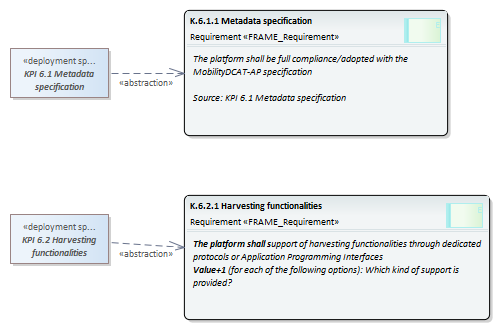 K.6.1.1 Metadata specification
Requirement «FRAME_Requirement»
The platform shall be full compliance/adopted with the
MobilityDCAT-AP specification
Source: KPI 6.1 Metadata specification
«deployment sp...
KPI 6.1 Metadata
specification
«abstraction»
K.6.2.1 Harvesting functionalities
Requirement «FRAME_Requirement»
The platform shall support of harvesting functionalities through dedicated
protocols or Application Programming Interfaces
Value+1 (for each of the following options): Which kind of support is
provided?
«deployment sp...
KPI 6.2 Harvesting
functionalities
«abstraction»